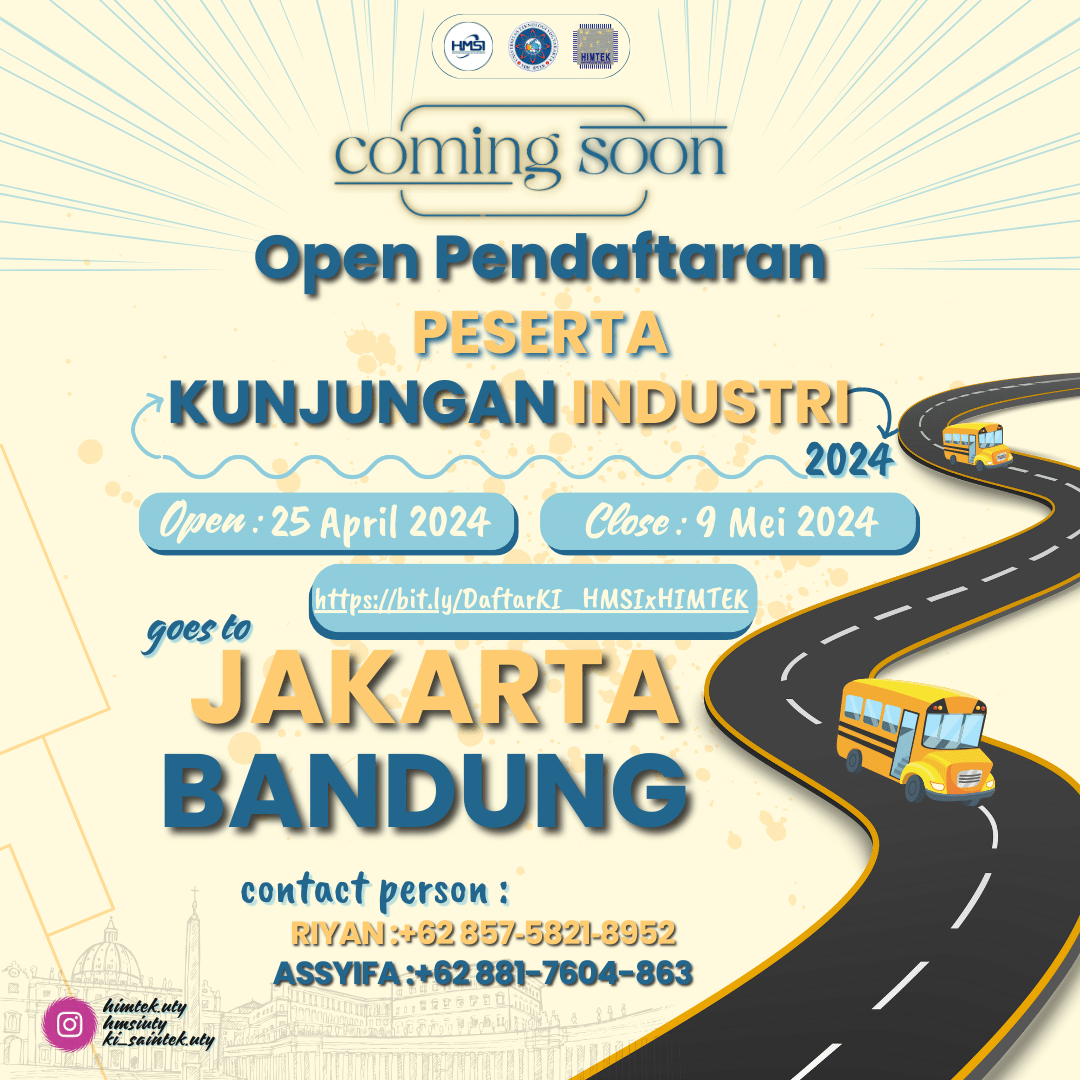 HMSI
HIMTEK
coming soon
Open Pendaftaran
PESERTA
KUNJUNGAN INDUSTRI
2024
Open : 25 April 2024
Close : 9 Mei 2024
https://bit.ly/DaftarKI_HMSIxHIMTEK
goes to
JAKARTA
BANDUNG
contact person :
RIYAN :+62 857-5821-8952
ASSYIFA :+62 881-7604-863
himtek.uty
hmsiuty
ki_saintek.uty